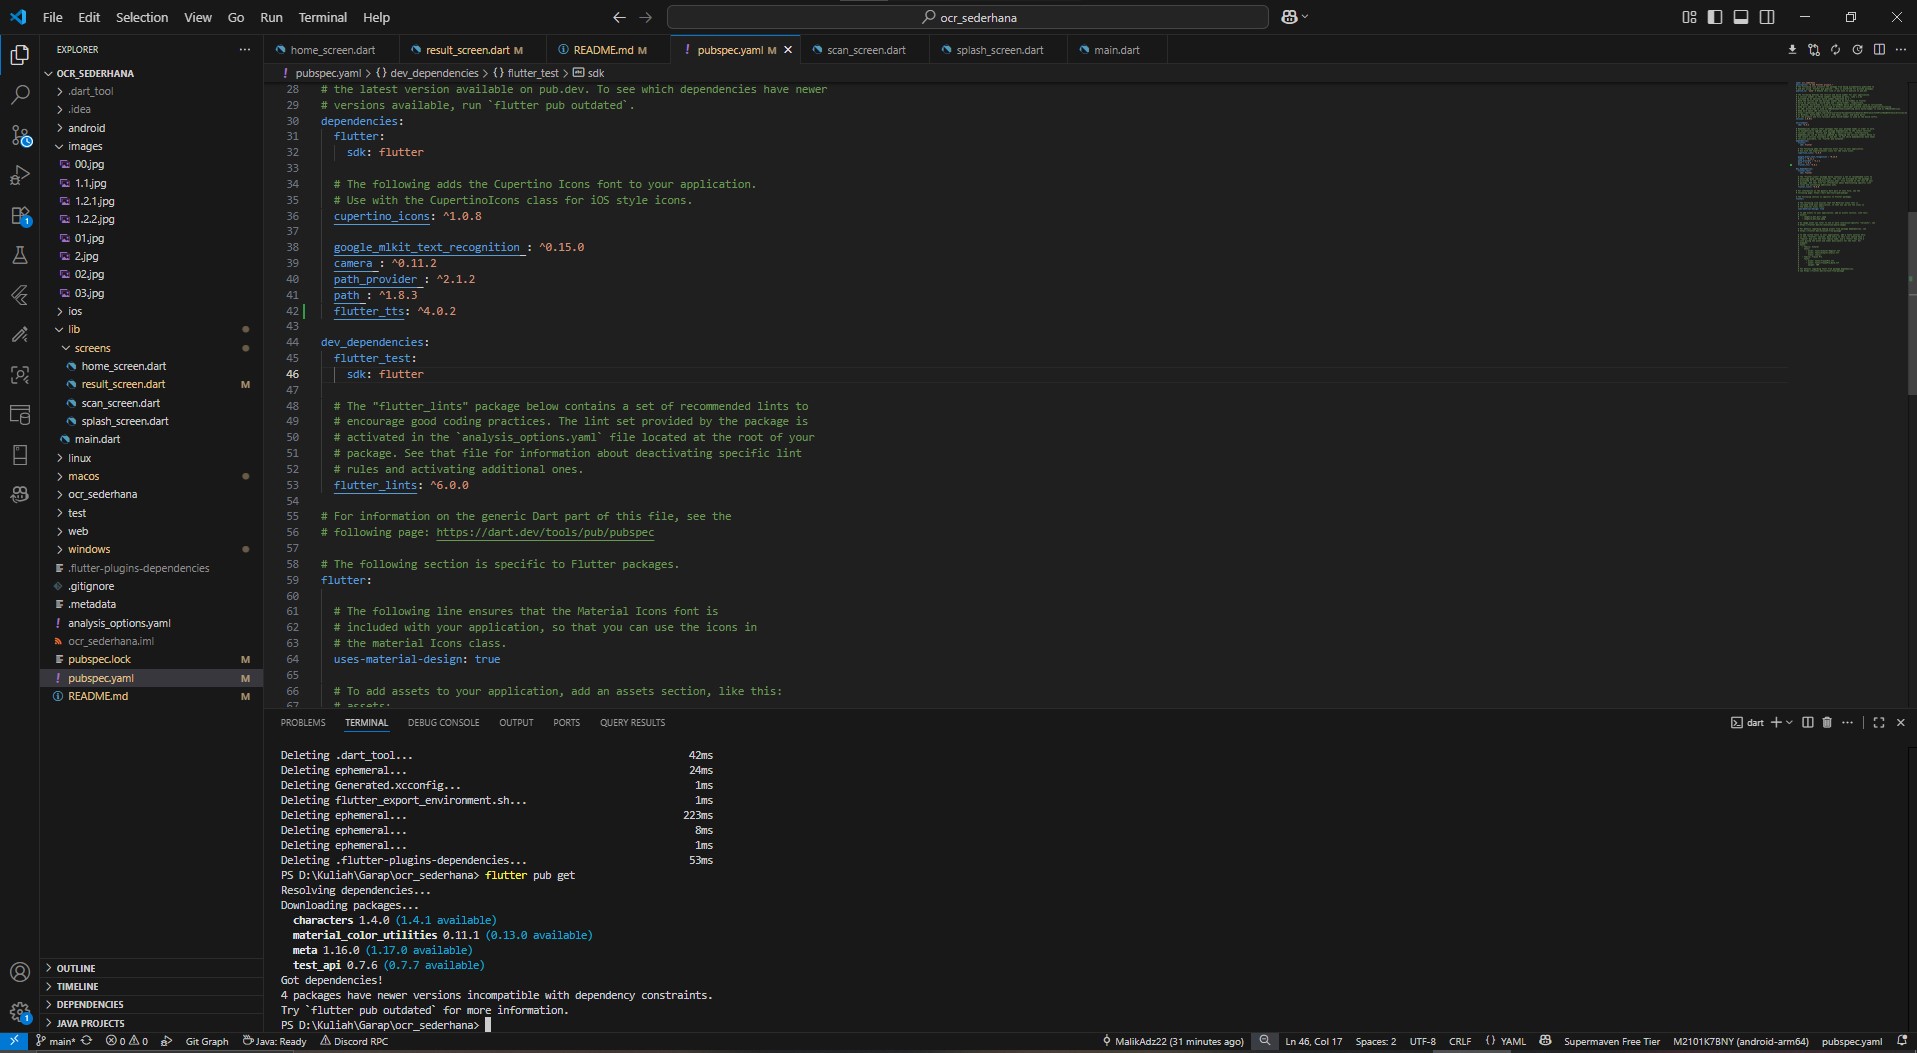 File Edit Selection View Go Run Terminal Help
ocr_sederhana
EXPLORER
home_screen.dart
result_screen.dart M
README.md M
pubspec.yaml M
scan_screen.dart
splash_screen.dart
main.dart
pubspec.yaml > {} dev_dependencies > {} flutter_test > sdk
OCR_SEDERHANA
.dart_tool
.idea
android
images
00.jpg
1.1.jpg
1.2.1.jpg
1.2.2.jpg
01.jpg
2.jpg
02.jpg
03.jpg
ios
lib
screens
home_screen.dart
result_screen.dart M
scan_screen.dart
splash_screen.dart
main.dart
linux
macos
ocr_sederhana
test
web
windows
.flutter-plugins-dependencies
.gitignore
.metadata
analysis_options.yaml
ocr_sederhana.iml
pubspec.lock M
pubspec.yaml M
README.md M
OUTLINE
TIMELINE
DEPENDENCIES
JAVA PROJECTS
28 # the latest version available on pub.dev. To see which dependencies have newer
29 # versions available, run `flutter pub outdated`.
30 dependencies:
31 flutter:
32 sdk: flutter
33
34 # The following adds the Cupertino Icons font to your application.
35 # Use with the CupertinoIcons class for iOS style icons.
36 cupertino_icons: ^1.0.8
37
38 google_mlkit_text_recognition : ^0.15.0
39 camera : ^0.11.2
40 path_provider : ^2.1.2
41 path : ^1.8.3
42 flutter_tts: ^4.0.2
43
44 dev_dependencies:
45 flutter_test:
46 sdk: flutter
47
48 # The "flutter_lints" package below contains a set of recommended lints to
49 # encourage good coding practices. The lint set provided by the package is
50 # activated in the `analysis_options.yaml` file located at the root of your
51 # package. See that file for information about deactivating specific lint
52 # rules and activating additional ones.
53 flutter_lints: ^6.0.0
54
55 # For information on the generic Dart part of this file, see the
56 # following page: https://dart.dev/tools/pub/pubspec
57
58 # The following section is specific to Flutter packages.
59 flutter:
60
61 # The following line ensures that the Material Icons font is
62 # included with your application, so that you can use the icons in
63 # the material Icons class.
64 uses-material-design: true
65
66 # To add assets to your application, add an assets section, like this:
67 # assets:
PROBLEMS TERMINAL DEBUG CONSOLE OUTPUT PORTS QUERY RESULTS
dart
Deleting .dart_tool... 42ms
Deleting ephemeral... 24ms
Deleting Generated.xcconfig... 1ms
Deleting flutter_export_environment.sh... 1ms
Deleting ephemeral... 223ms
Deleting ephemeral... 8ms
Deleting ephemeral... 1ms
Deleting .flutter-plugins-dependencies... 53ms
PS D:\Kuliah\Garap\ocr_sederhana> flutter pub get
Resolving dependencies...
Downloading packages...
characters 1.4.0 (1.4.1 available)
material_color_utilities 0.11.1 (0.13.0 available)
meta 1.16.0 (1.17.0 available)
test_api 0.7.6 (0.7.7 available)
Got dependencies!
4 packages have newer versions incompatible with dependency constraints.
Try `flutter pub outdated` for more information.
PS D:\Kuliah\Garap\ocr_sederhana>
main* 0 0 Git Graph Java: Ready Discord RPC MalikAdz22 (31 minutes ago) Ln 46, Col 17 Spaces: 2 UTF-8 CRLF {} YAML Supermaven Free Tier M2101K7BNY (android-arm64) pubspec.yaml